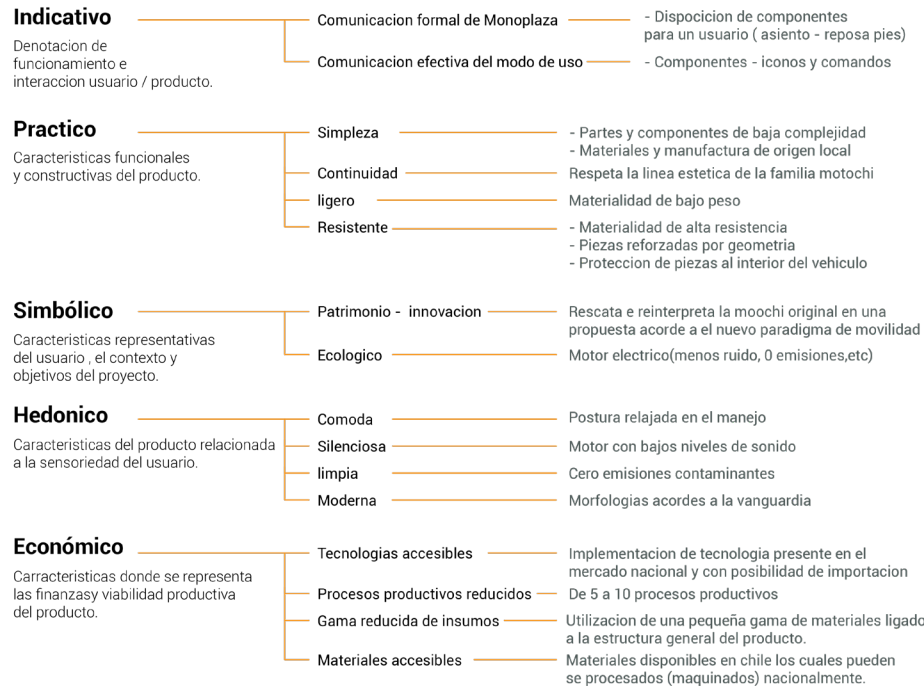 Indicativo
Denotacion de
funcionamiento e
interaccion usuario / producto.
Comunicacion formal de Monoplaza
- Dispocicion de componentes
para un usuario ( asiento - reposa pies)
Comunicacion efectiva del modo de uso
- Componentes - iconos y comandos
Practico
Caracteristicas funcionales
y constructivas del producto.
Simpleza
- Partes y componentes de baja complejidad
- Materiales y manufactura de origen local
Continuidad
Respeta la linea estetica de la familia motochi
ligero
Materialidad de bajo peso
Resistente
- Materialidad de alta resistencia
- Piezas reforzadas por geometria
- Proteccion de piezas al interior del vehiculo
Simbólico
Caracteristicas representativas
del usuario , el contexto y
objetivos del proyecto.
Patrimonio - innovacion
Rescata e reinterpreta la moochi original en una
propuesta acorde a el nuevo paradigma de movilidad
Ecologico
Motor electrico(menos ruido, 0 emisiones,etc)
Hedonico
Caracteristicas del producto relacionada
a la sensoriedad del usuario.
Comoda
Postura relajada en el manejo
Silenciosa
Motor con bajos niveles de sonido
limpia
Cero emisiones contaminantes
Moderna
Morfologias acordes a la vanguardia
Económico
Carracteristicas donde se representa
las finanzasy viabilidad productiva
del producto.
Tecnologias accesibles
Implementacion de tecnologia presente en el
mercado nacional y con posibilidad de importacion
Procesos productivos reducidos
De 5 a 10 procesos productivos
Gama reducida de insumos
Utilizacion de una pequeña gama de materiales ligado
a la estructura general del producto.
Materiales accesibles
Materiales disponibles en chile los cuales pueden
se procesados (maquinados) nacionalmente.